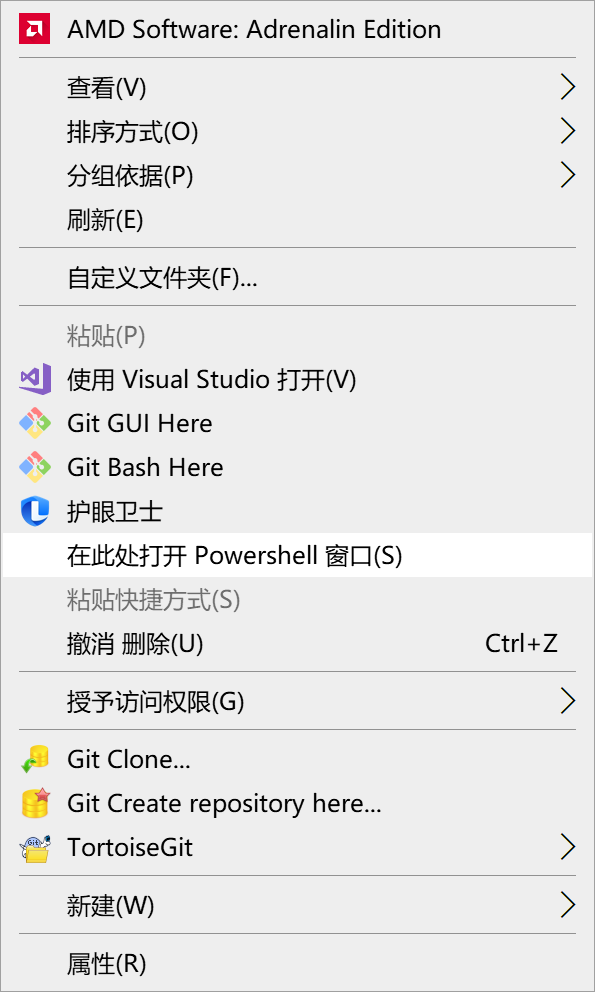 AMD Software: Adrenalin Edition
查看(V)
排序方式(O)
分组依据(P)
刷新(E)
自定义文件夹(F)...
粘贴(P)
使用 Visual Studio 打开(V)
Git GUI Here
Git Bash Here
护眼卫士
在此处打开 Powershell 窗口(S)
粘贴快捷方式(S)
撤消 删除(U) Ctrl+Z
授予访问权限(G)
Git Clone...
Git Create repository here...
TortoiseGit
新建(W)
属性(R)